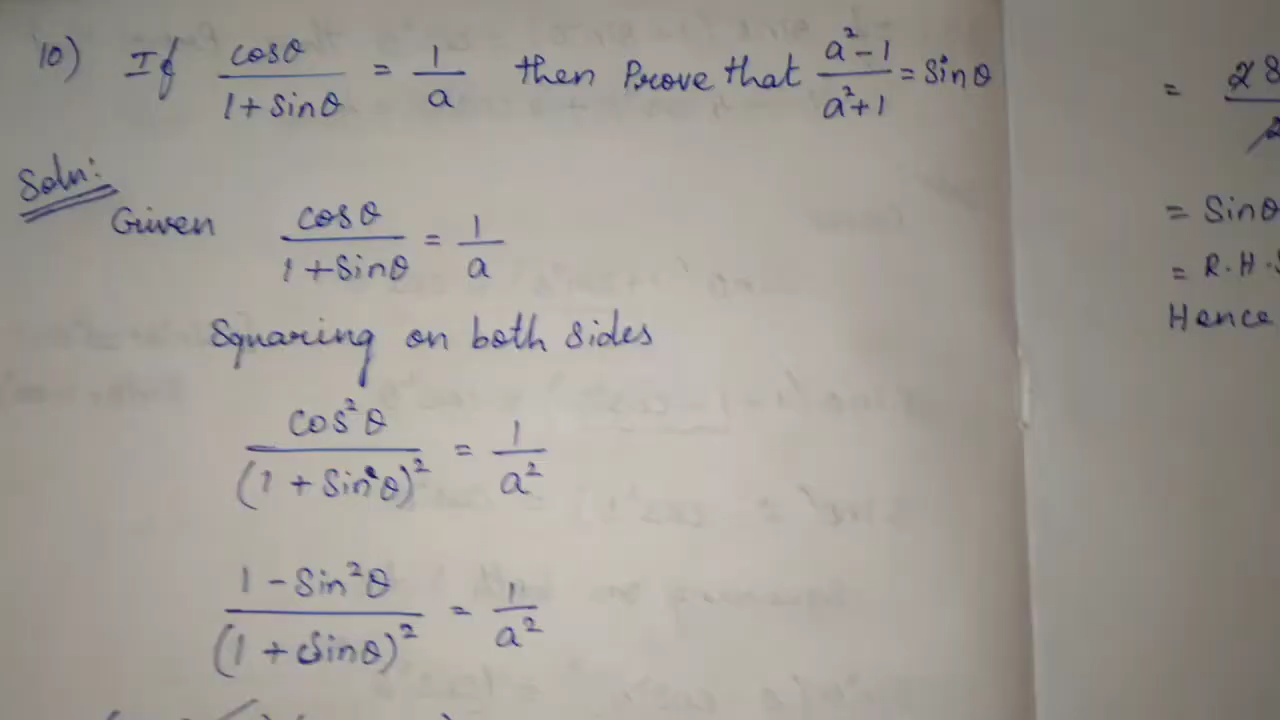 10) If cosθ / 1 + sinθ = 1 / a then Prove that a² - 1 / a² + 1 = sinθ
Soln:
Given cosθ / 1 + sinθ = 1 / a
Squaring on both sides
cos²θ / (1 + sinθ)² = 1 / a²
1 - sin²θ / (1 + sinθ)² = 1 / a²
= 2 S
= sinθ
= R.H.S
Hence